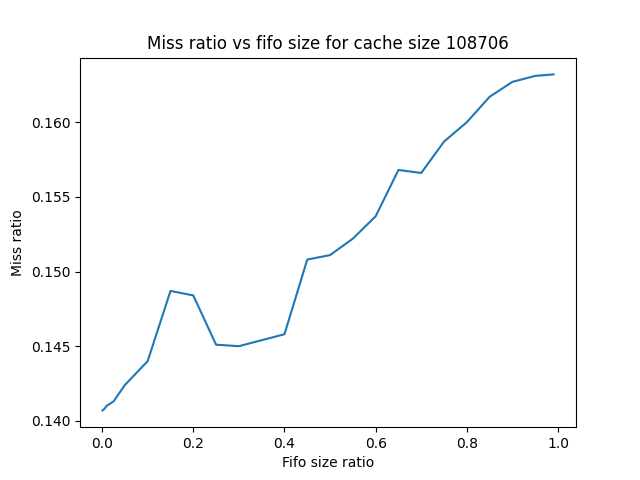 Miss ratio vs fifo size for cache size 108706
0.160
0.155
0.150
0.145
0.140
Miss ratio
0.0 0.2 0.4 0.6 0.8 1.0
Fifo size ratio